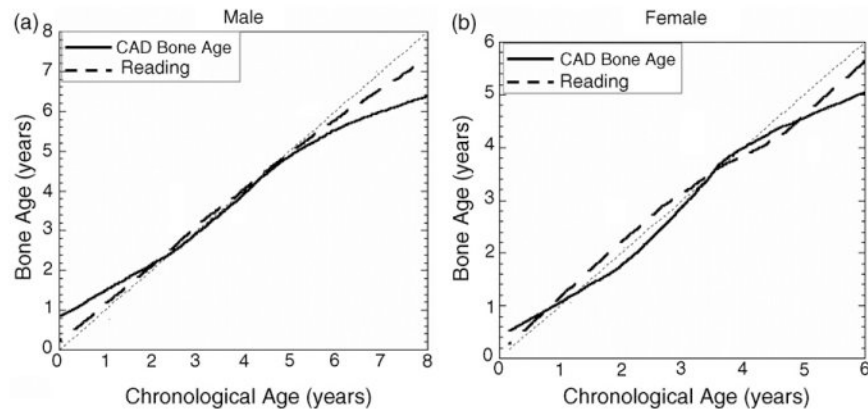 (a)
Male
8
7
6
5
4
3
2
1
0
CAD Bone Age
Reading
Bone Age (years)
0 1 2 3 4 5 6 7 8
Chronological Age (years)
(b)
Female
6
5
4
3
2
1
0
CAD Bone Age
Reading
Bone Age (years)
0 1 2 3 4 5 6
Chronological Age (years)